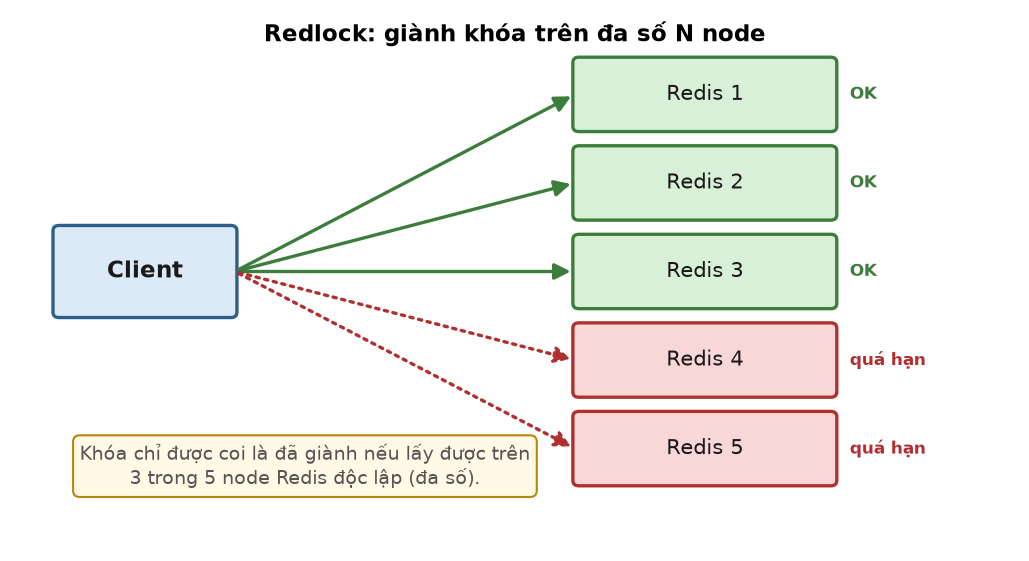 Redlock: giành khóa trên đa số N node
Redis 1
OK
Redis 2
OK
Client
Redis 3
OK
Redis 4
quá hạn
Redis 5
quá hạn
Khóa chỉ được coi là đã giành nếu lấy được trên
3 trong 5 node Redis độc lập (đa số).